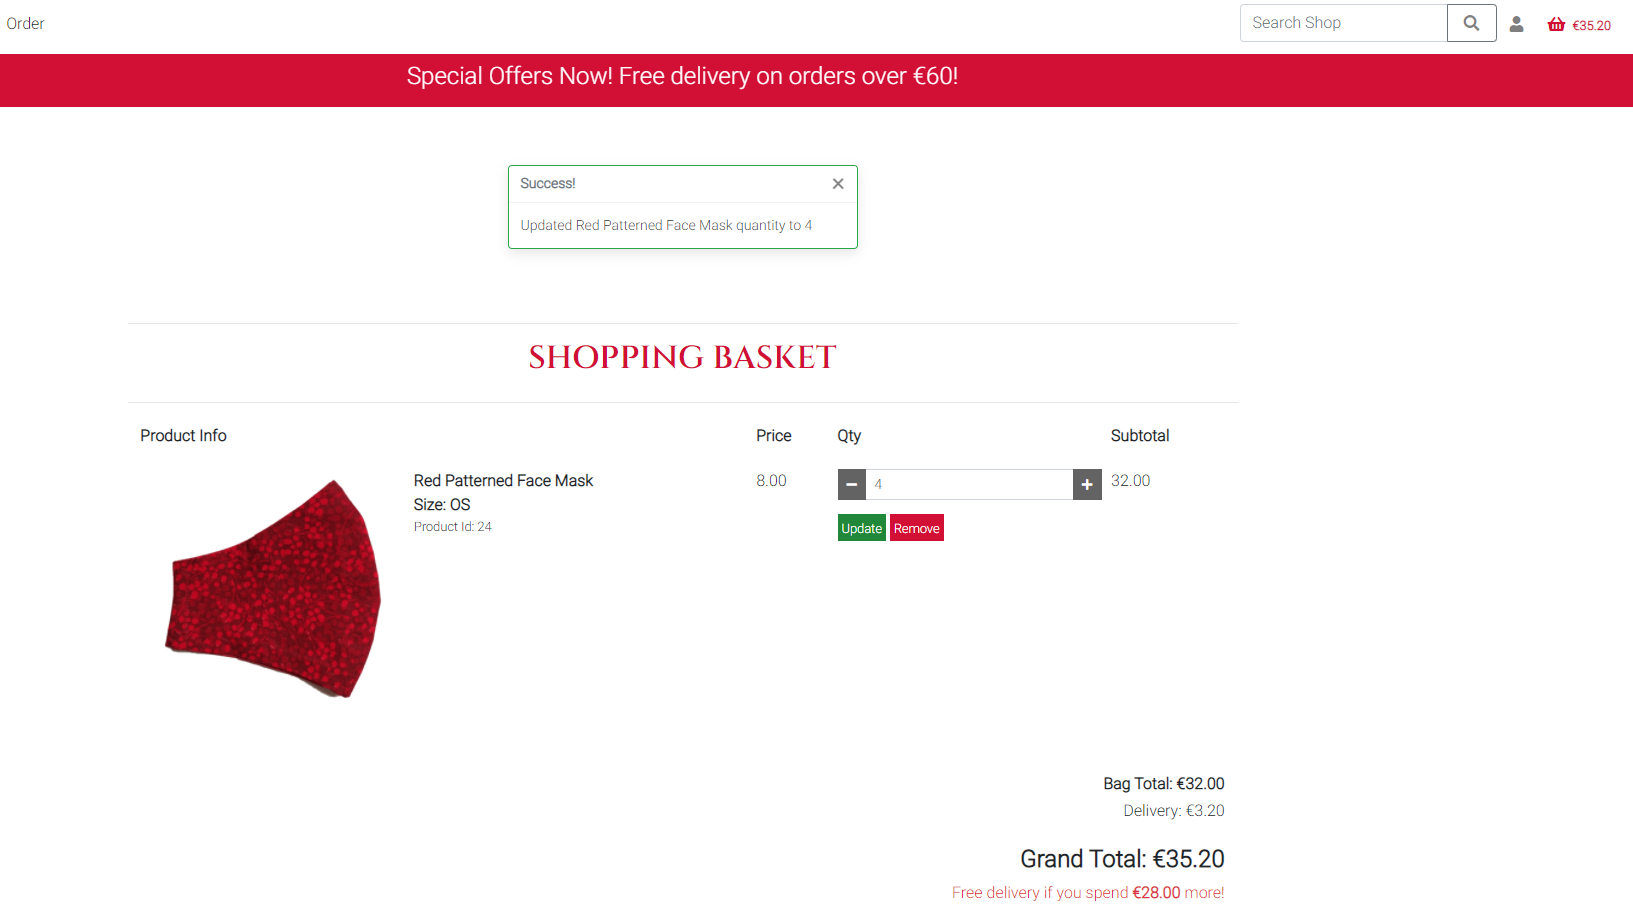 Order
Search Shop
€35.20
Special Offers Now! Free delivery on orders over €60!
Success!
Updated Red Patterned Face Mask quantity to 4
SHOPPING BASKET
Product Info Price Qty Subtotal
Red Patterned Face Mask 8.00 4 32.00
Size: OS
Product Id: 24
Update Remove
Bag Total: €32.00
Delivery: €3.20
Grand Total: €35.20
Free delivery if you spend €28.00 more!